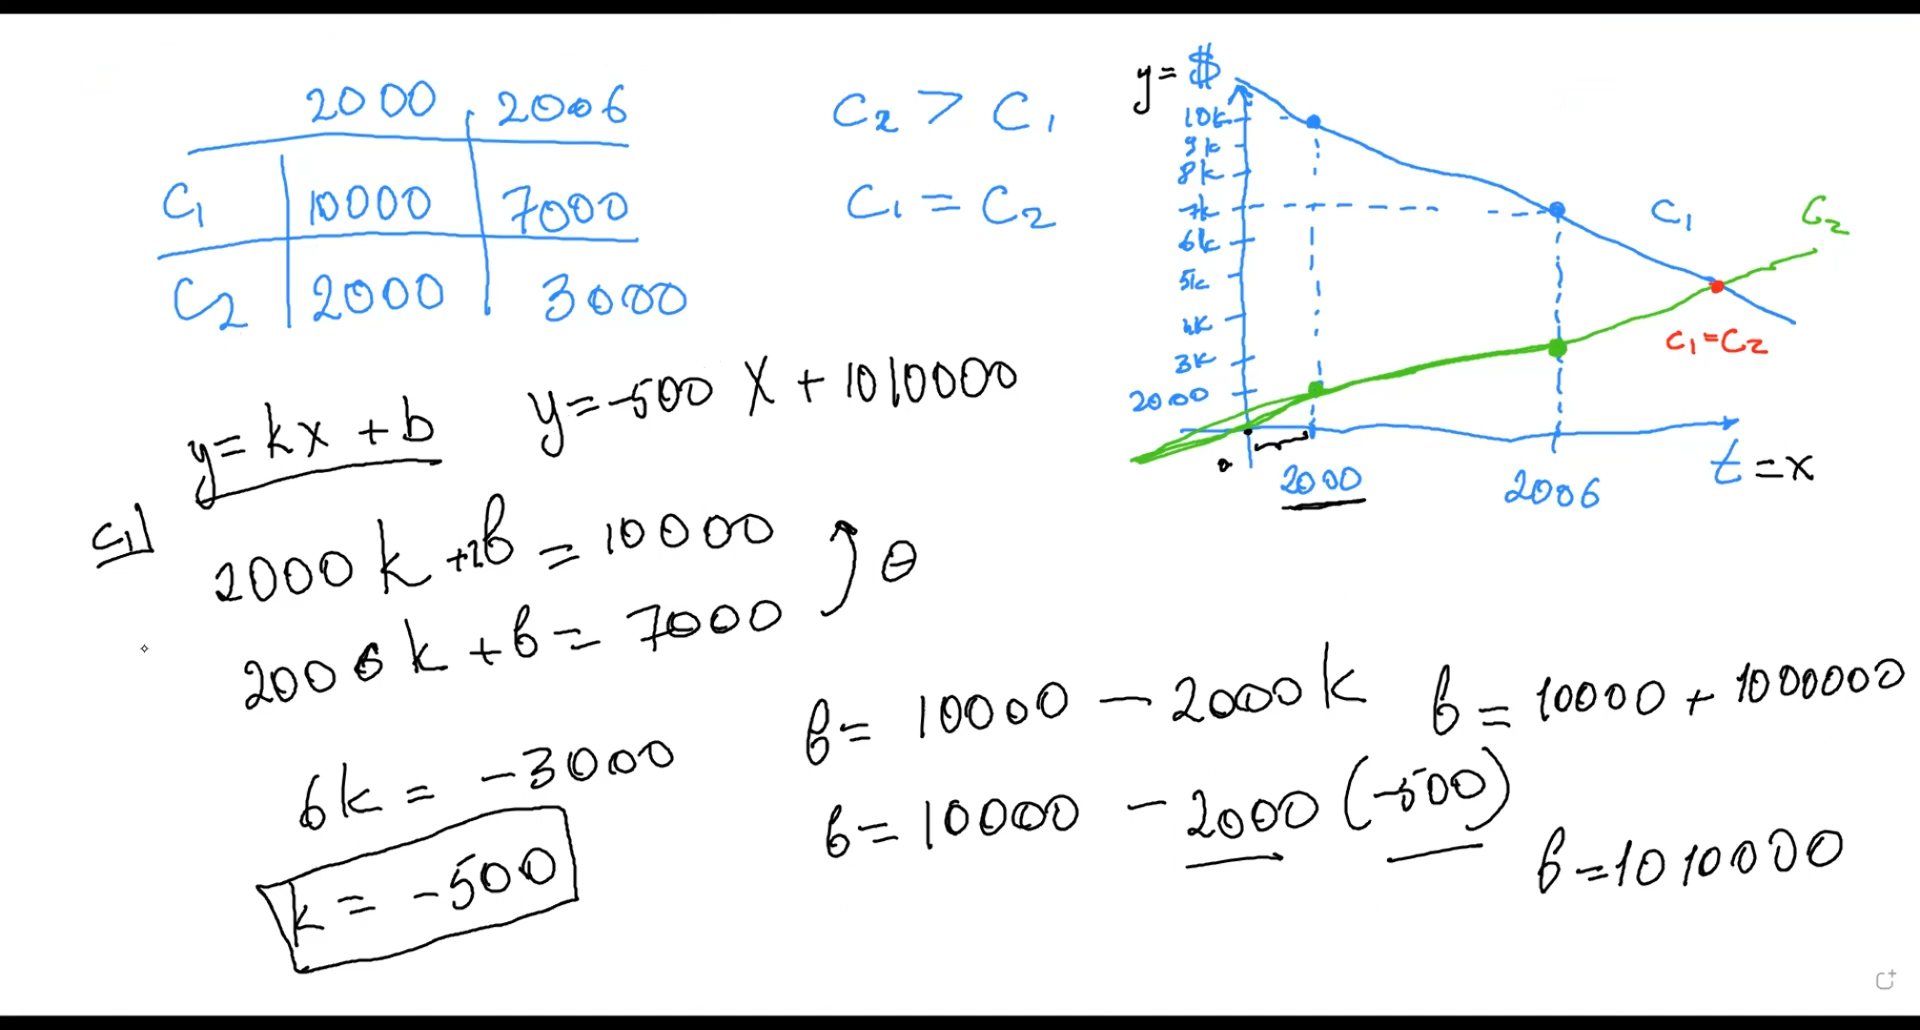 2000 2006
C1 10000 7000
C2 2000 3000
C2 > C1
C1 = C2
y = $
10k
9k
8k
7k
6k
5k
4k
3k
2000
2000
2006
t = x
C1
C2
C1=C2
y = kx + b
y = -500 x + 1010000
C1
2000 k + b = 10000
2006 k + b = 7000
6k = -3000
k = -500
b = 10000 - 2000 k
b = 10000 - 2000 (-500)
b = 10000 + 1000000
b = 1010000